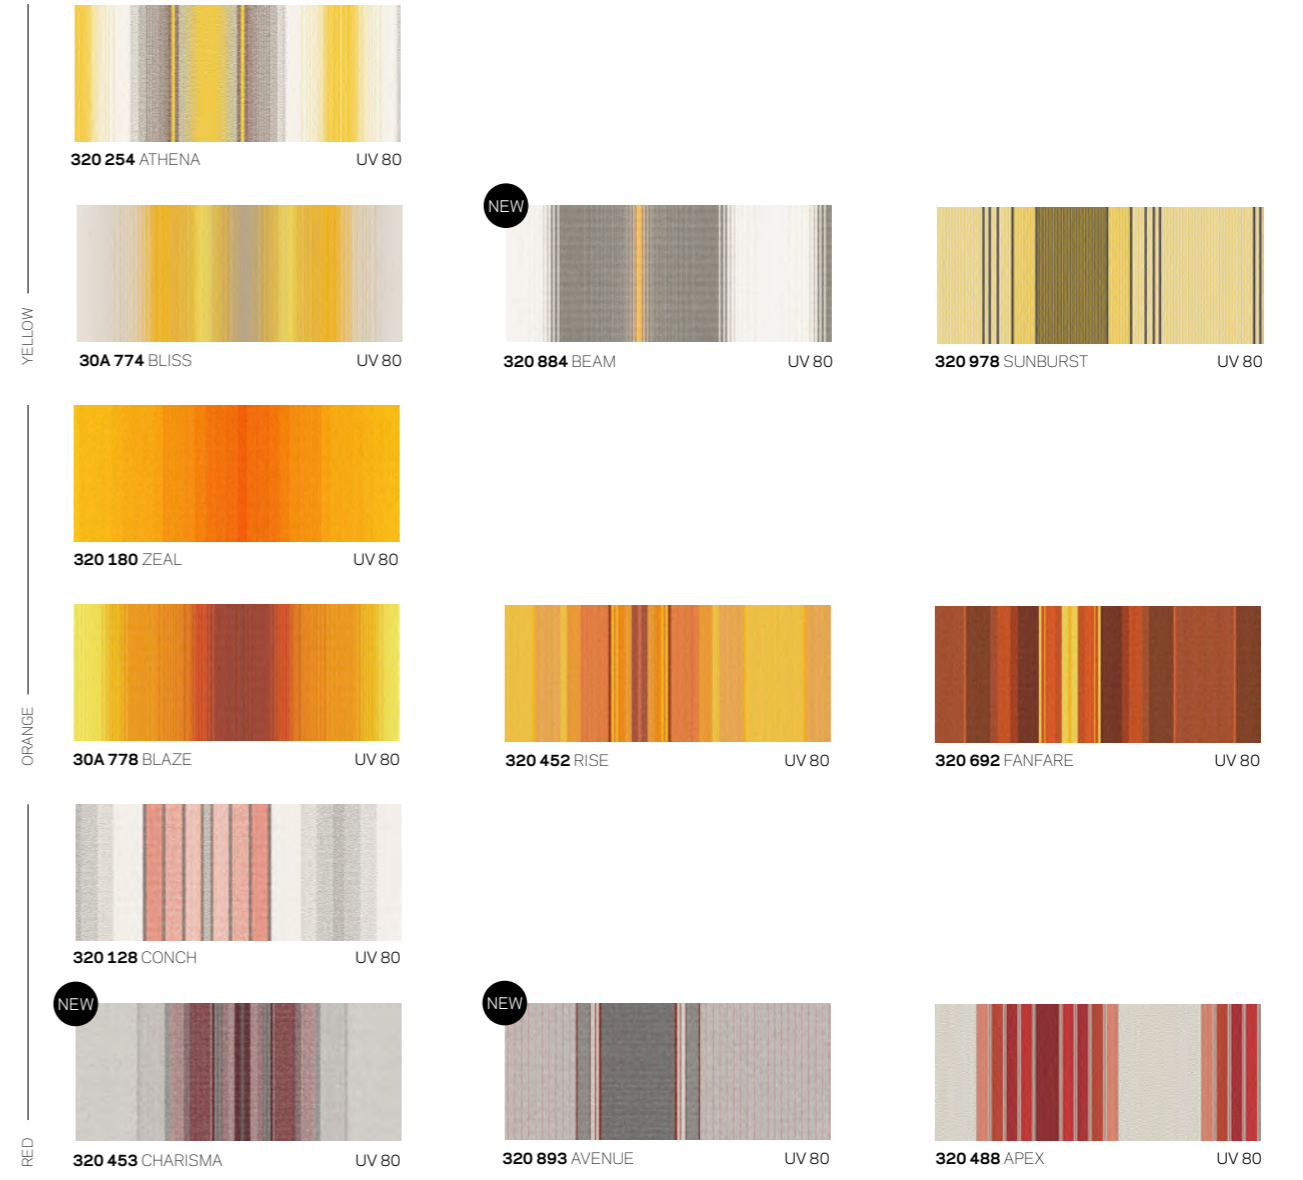 320 254 ATHENA UV 80
NEW
30A 774 BLISS UV 80
320 884 BEAM UV 80
320 978 SUNBURST UV 80
YELLOW
320 180 ZEAL UV 80
30A 778 BLAZE UV 80
320 452 RISE UV 80
320 692 FANFARE UV 80
ORANGE
320 128 CONCH UV 80
NEW
NEW
320 453 CHARISMA UV 80
320 893 AVENUE UV 80
320 488 APEX UV 80
RED